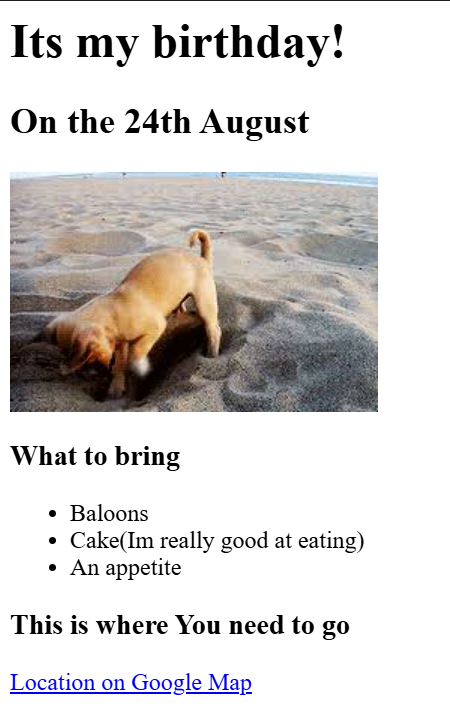 Its my birthday!
On the 24th August
What to bring
Baloons
Cake(Im really good at eating)
An appetite
This is where You need to go
Location on Google Map